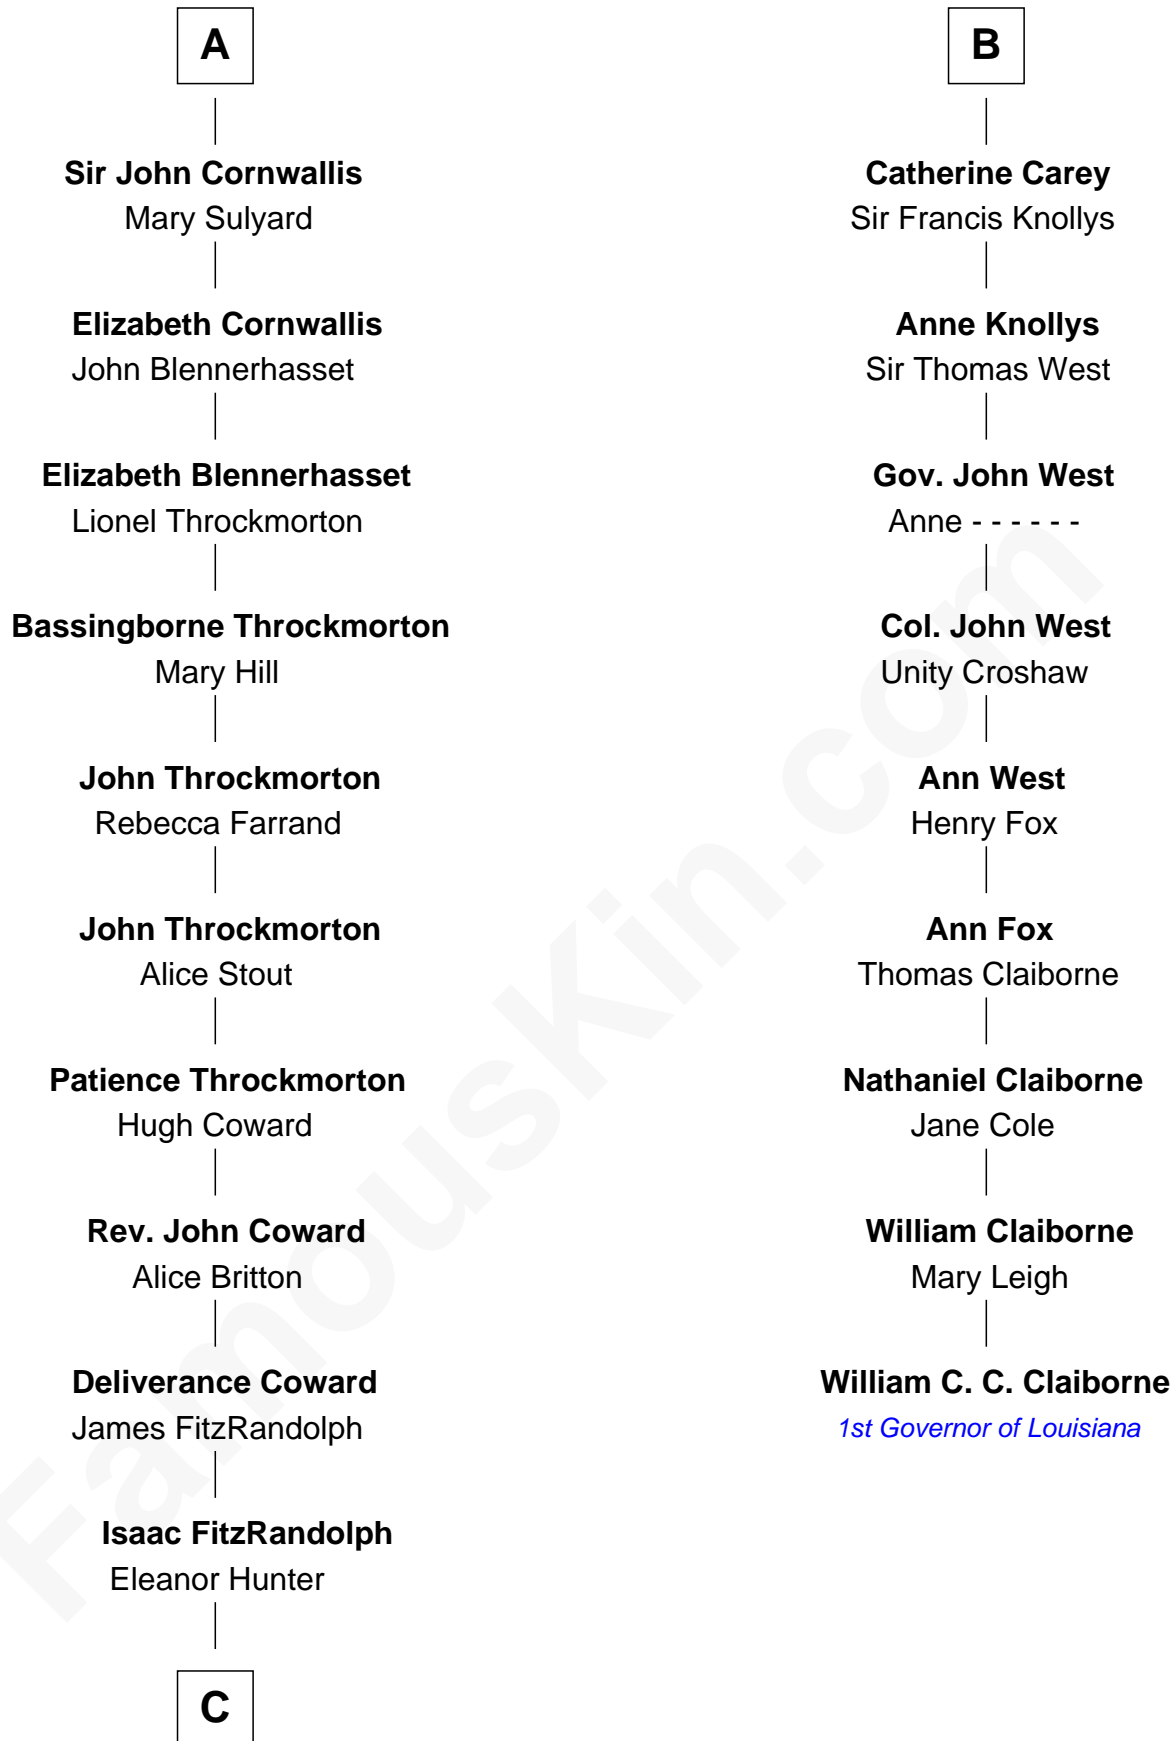 A
Sir John Cornwallis
Mary Sulyard
Elizabeth Cornwallis
John Blennerhasset
Elizabeth Blennerhasset
Lionel Throckmorton
Bassingborne Throckmorton
Mary Hill
John Throckmorton
Rebecca Farrand
John Throckmorton
Alice Stout
Patience Throckmorton
Hugh Coward
Rev. John Coward
Alice Britton
Deliverance Coward
James FitzRandolph
Isaac FitzRandolph
Eleanor Hunter
C
B
Catherine Carey
Sir Francis Knollys
Anne Knollys
Sir Thomas West
Gov. John West
Anne - - - - - -
Col. John West
Unity Croshaw
Ann West
Henry Fox
Ann Fox
Thomas Claiborne
Nathaniel Claiborne
Jane Cole
William Claiborne
Mary Leigh
William C. C. Claiborne
1st Governor of Louisiana
FamousKin.com